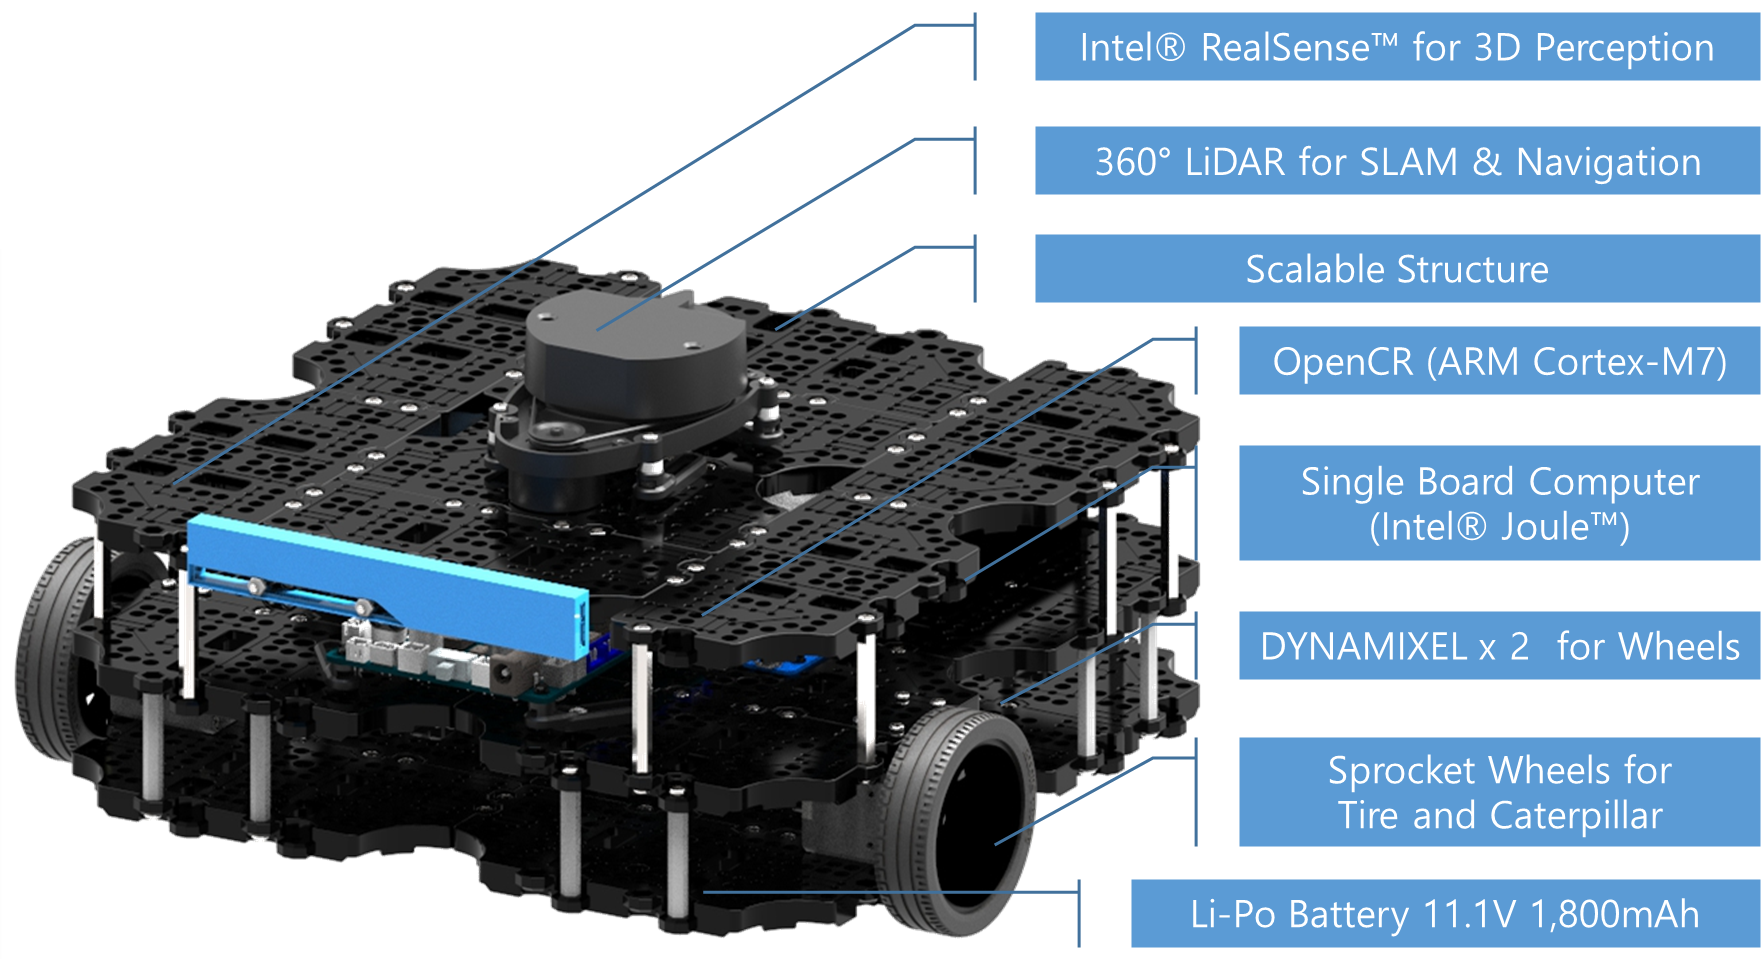 Intel® RealSense™ for 3D Perception
360° LiDAR for SLAM & Navigation
Scalable Structure
OpenCR (ARM Cortex-M7)
Single Board Computer
(Intel® Joule™)
DYNAMIXEL x 2  for Wheels
Sprocket Wheels for
Tire and Caterpillar
Li-Po Battery 11.1V 1,800mAh